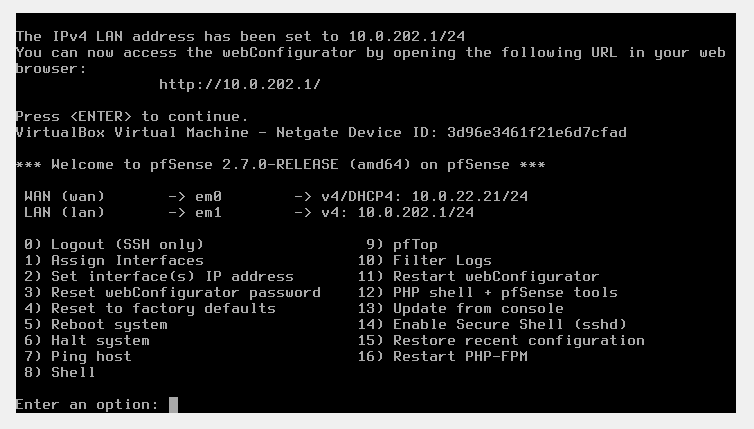 The IPv4 LAN address has been set to 10.0.202.1/24
You can now access the webConfigurator by opening the following URL in your web
browser:
http://10.0.202.1/
Press <ENTER> to continue.
VirtualBox Virtual Machine - Netgate Device ID: 3d96e3461f21e6d7cfad
*** Welcome to pfSense 2.7.0-RELEASE (amd64) on pfSense ***
WAN (wan) -> em0 -> v4/DHCP4: 10.0.22.21/24
LAN (lan) -> em1 -> v4: 10.0.202.1/24
0) Logout (SSH only) 9) pfTop
1) Assign Interfaces 10) Filter Logs
2) Set interface(s) IP address 11) Restart webConfigurator
3) Reset webConfigurator password 12) PHP shell + pfSense tools
4) Reset to factory defaults 13) Update from console
5) Reboot system 14) Enable Secure Shell (sshd)
6) Halt system 15) Restore recent configuration
7) Ping host 16) Restart PHP-FPM
8) Shell
Enter an option: